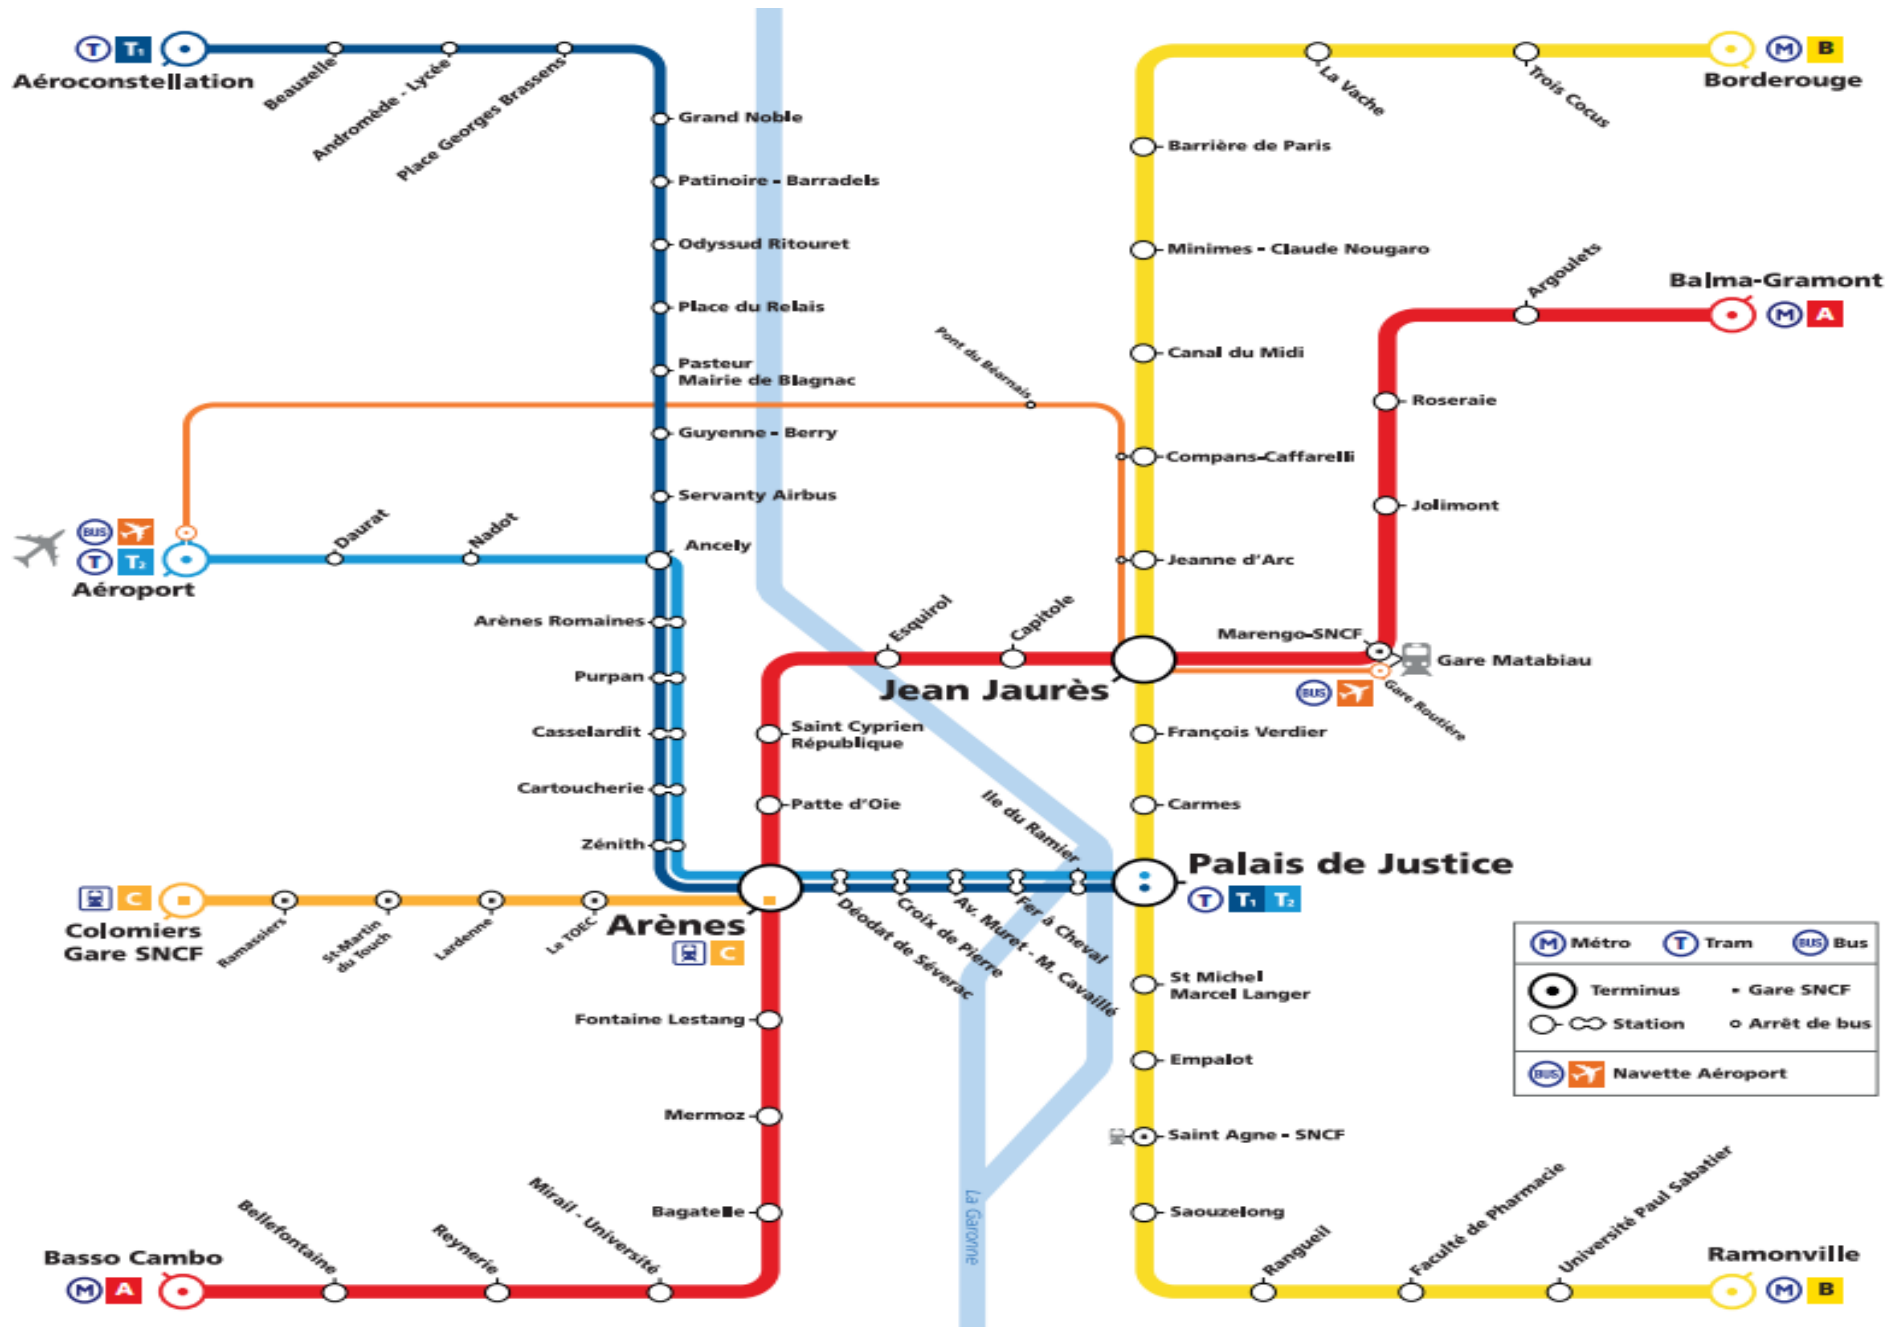 T T1
Aéroconstellation
Beauzelle
Andromède - Lycée
Place Georges Brassens
Grand Noble
Patinoire - Barradels
Odyssud Ritouret
Place du Relais
Pasteur
Mairie de Blagnac
Guyenne - Berry
Servanty Airbus
Ancely
BUS
T T2
Aéroport
Daurat
Nadot
Arènes Romaines
Purpan
Casselardit
Cartoucherie
Zénith
C
Colomiers
Gare SNCF
Ramassiers
St-Martin
du Touch
Lardenne
Le TOEC
Arènes
C
Fontaine Lestang
Mermoz
Bagatelle
Mirail - Université
Reynerie
Bellefontaine
Basso Cambo
M A
Patte d'Oie
Saint Cyprien
République
Esquirol
Capitole
Jean Jaurès
Pont du Béarnais
Déodat de Séverac
Croix de Pierre
Av. Muret - M. Cavaillé
Fer à Cheval
Ile du Ramier
La Garonne
M B
Borderouge
Trois Cocus
La Vache
Barrière de Paris
Minimes - Claude Nougaro
Canal du Midi
Compans-Caffarelli
Jeanne d'Arc
Balma-Gramont
M A
Argoulets
Roseraie
Jolimont
Marengo-SNCF
Gare Matabiau
Gare Routière
BUS
François Verdier
Carmes
Palais de Justice
T T1 T2
St Michel
Marcel Langer
Empalot
Saint Agne - SNCF
Saouzelong
Rangueil
Faculté de Pharmacie
Université Paul Sabatier
Ramonville
M B
M Métro T Tram BUS Bus
Terminus Gare SNCF
Station Arrêt de bus
BUS Navette Aéroport